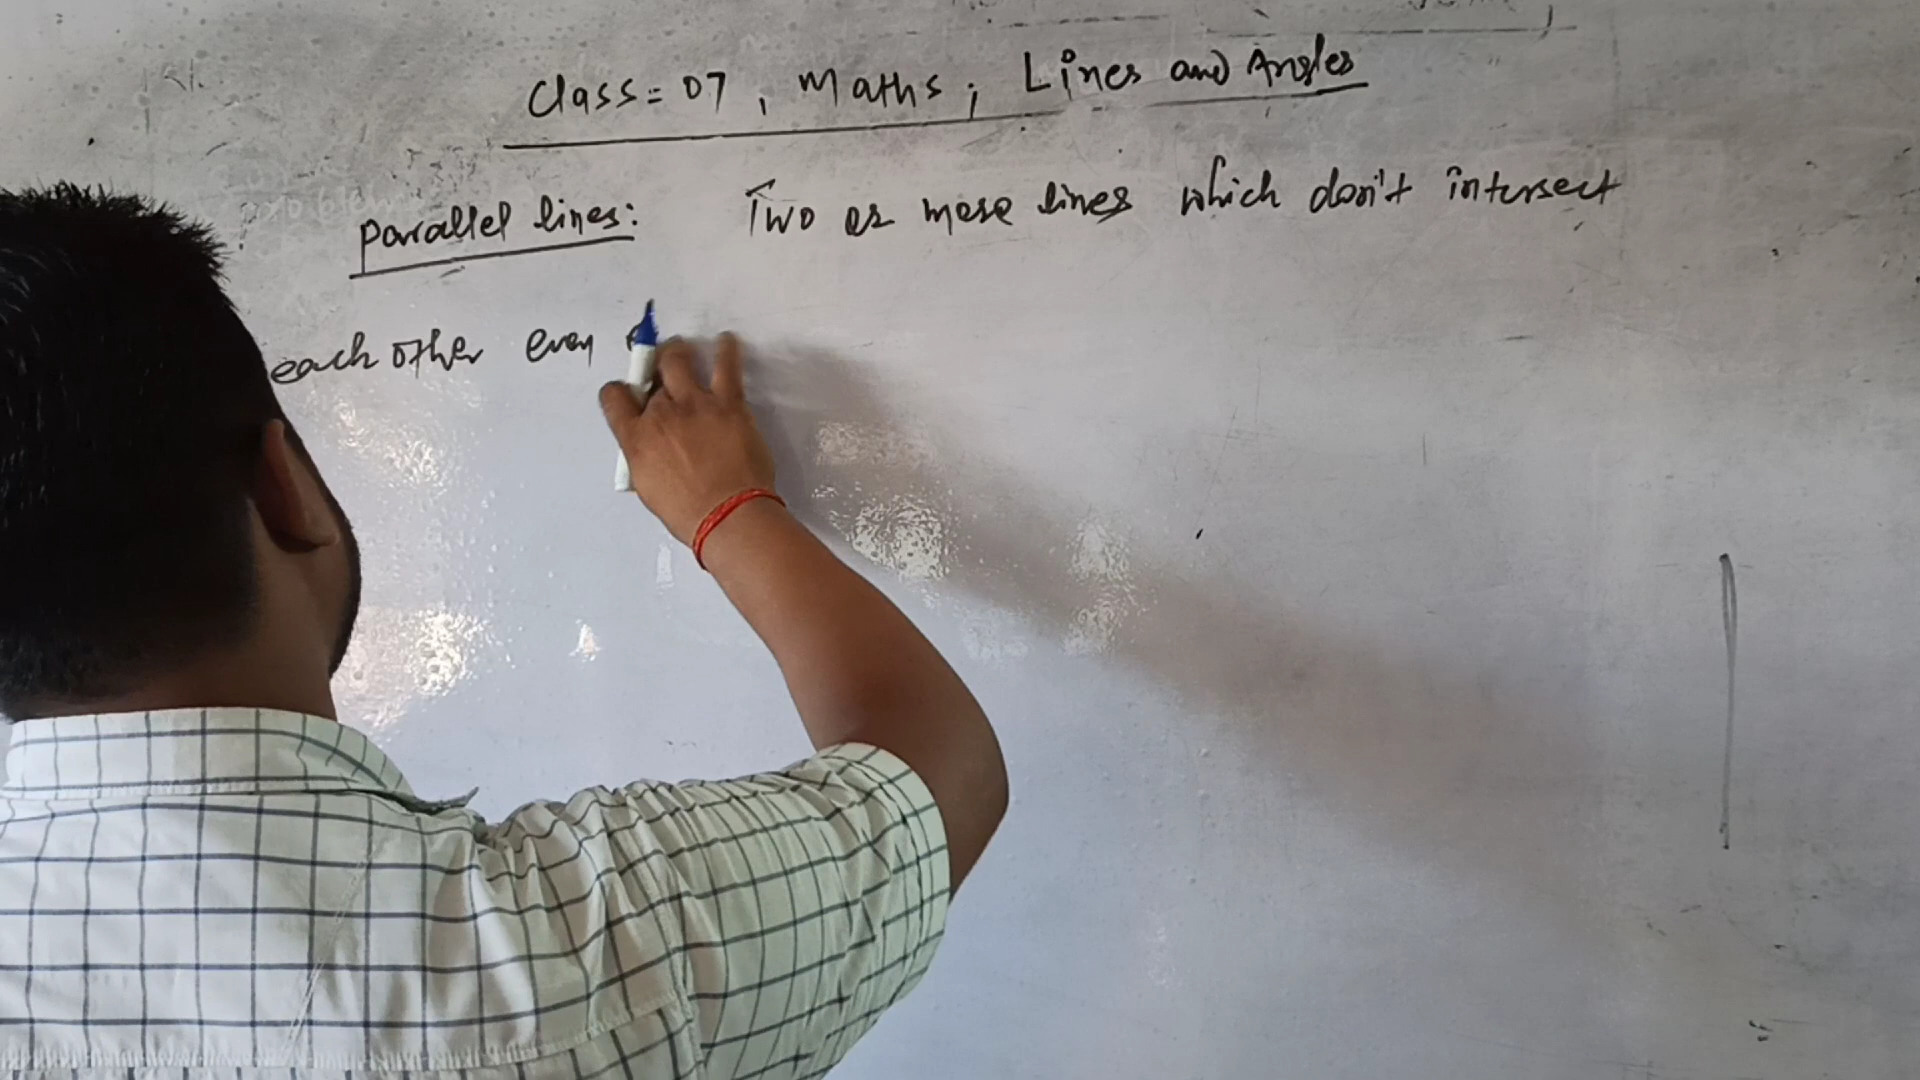 Class = 07, Maths; Lines and Angles
Parallel lines: Two or more lines which don't intersect
each other even